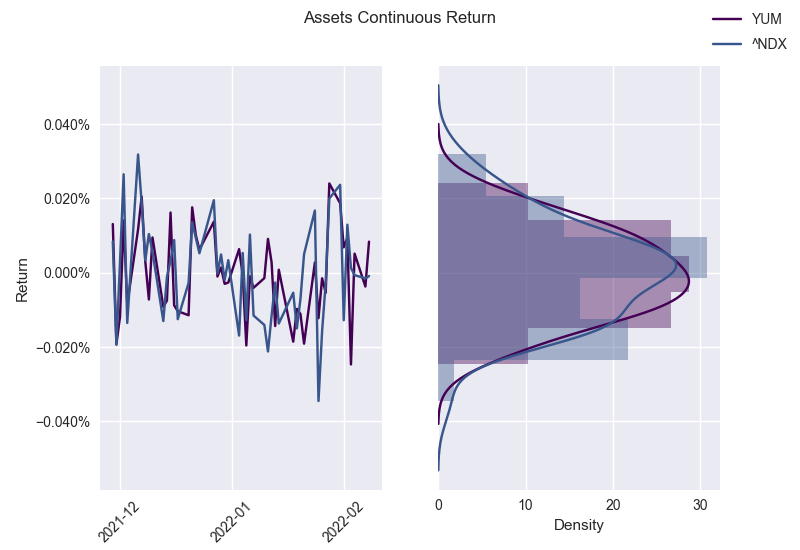 Assets Continuous Return
YUM
^NDX
Return
0.040%
0.020%
0.000%
−0.020%
−0.040%
2021-12
2022-01
2022-02
0
10
20
30
Density